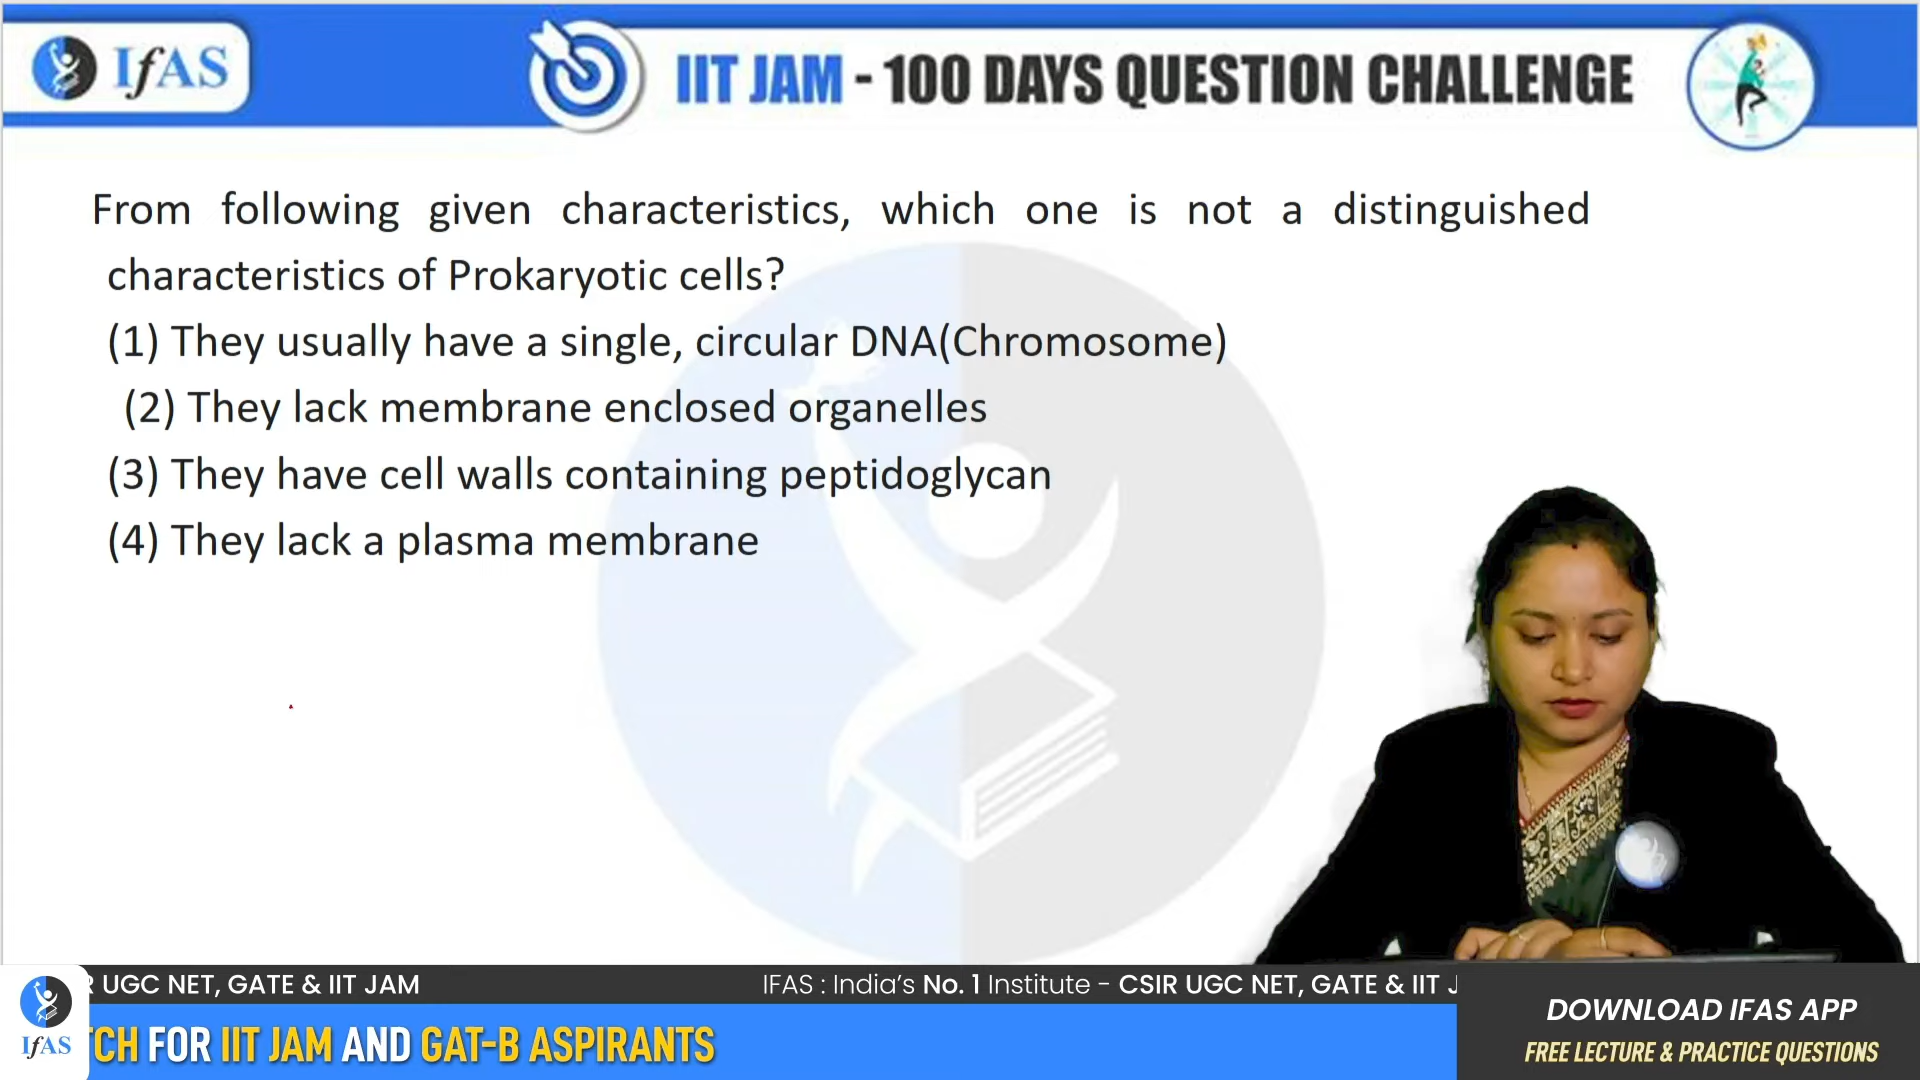 IfAS
IIT JAM - 100 DAYS QUESTION CHALLENGE
From following given characteristics, which one is not a distinguished
characteristics of Prokaryotic cells?
(1) They usually have a single, circular DNA(Chromosome)
(2) They lack membrane enclosed organelles
(3) They have cell walls containing peptidoglycan
(4) They lack a plasma membrane
R UGC NET, GATE & IIT JAM
IFAS : India's No. 1 Institute - CSIR UGC NET, GATE & IIT J
IfAS
TCH FOR IIT JAM AND GAT-B ASPIRANTS
DOWNLOAD IFAS APP
FREE LECTURE & PRACTICE QUESTIONS